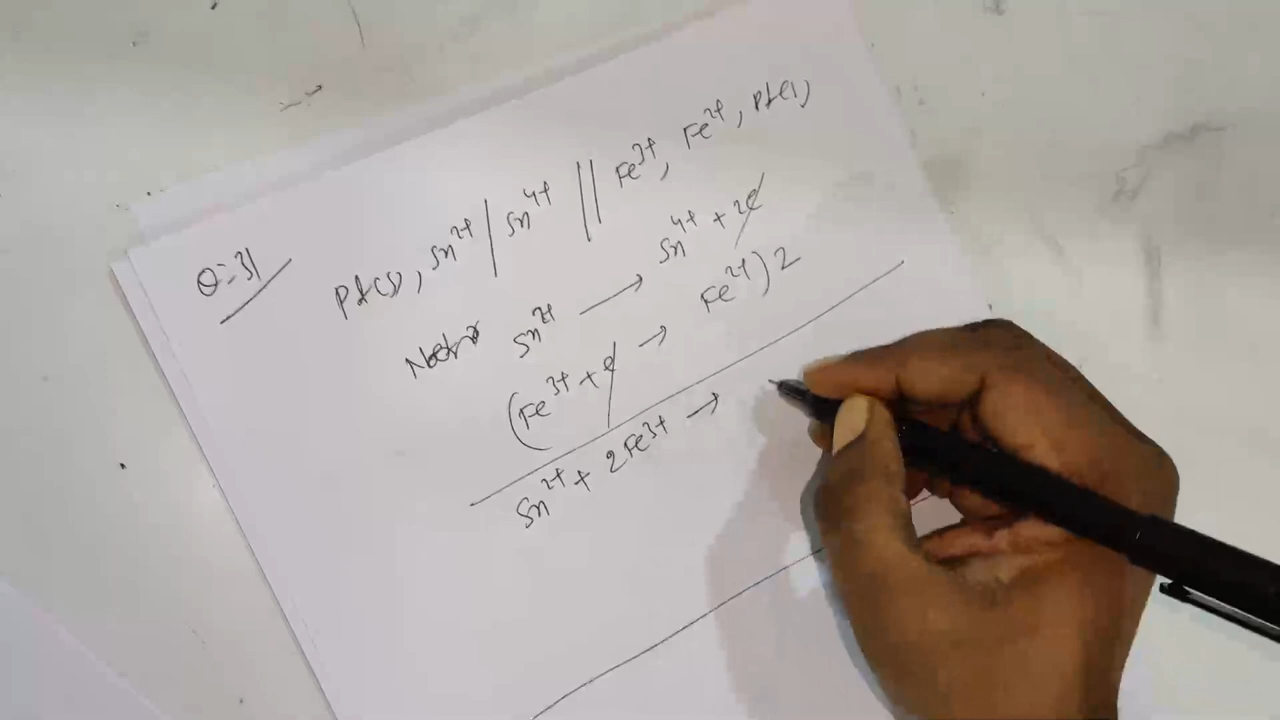 Q:-31
Pt(s), Sn²⁺ | Sn⁴⁺ || Fe³⁺, Fe²⁺, Pt(s)
Sn²⁺ → Sn⁴⁺ + 2e
(Fe³⁺ + e → Fe²⁺) 2
Sn²⁺ + 2Fe³⁺ →